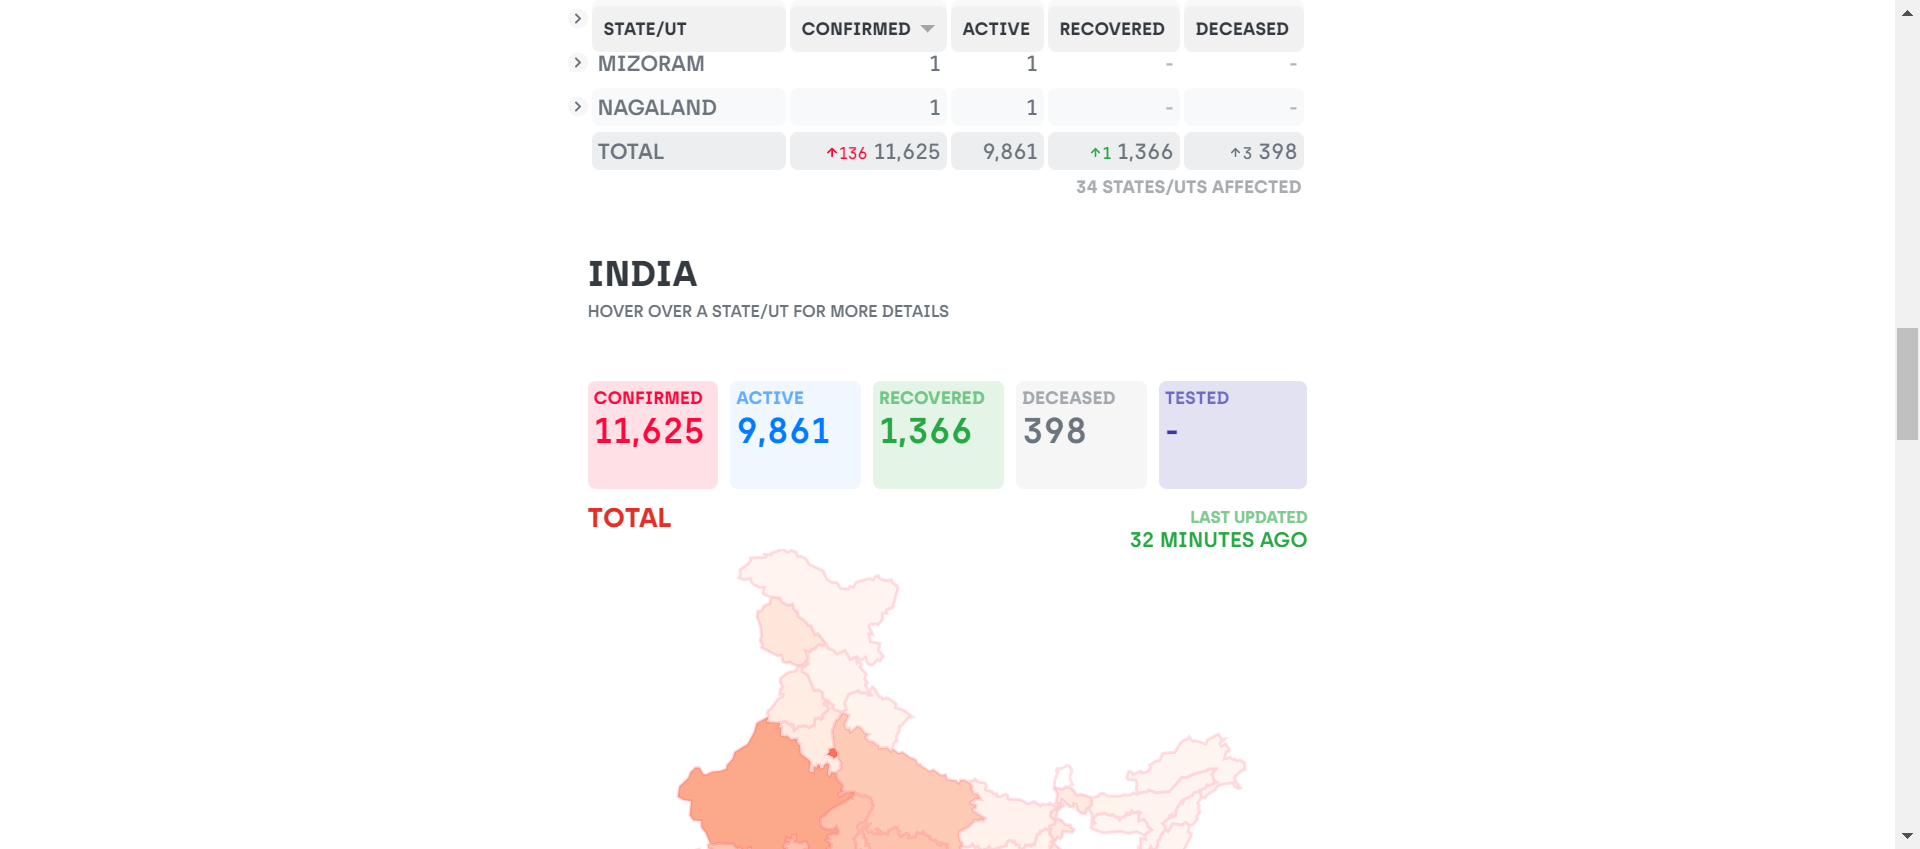 STATE/UT CONFIRMED ACTIVE RECOVERED DECEASED
MIZORAM 1 1 - -
NAGALAND 1 1 - -
TOTAL ↑136 11,625 9,861 ↑1 1,366 ↑3 398
34 STATES/UTS AFFECTED
INDIA
HOVER OVER A STATE/UT FOR MORE DETAILS
CONFIRMED ACTIVE RECOVERED DECEASED TESTED
11,625 9,861 1,366 398 -
TOTAL LAST UPDATED
32 MINUTES AGO